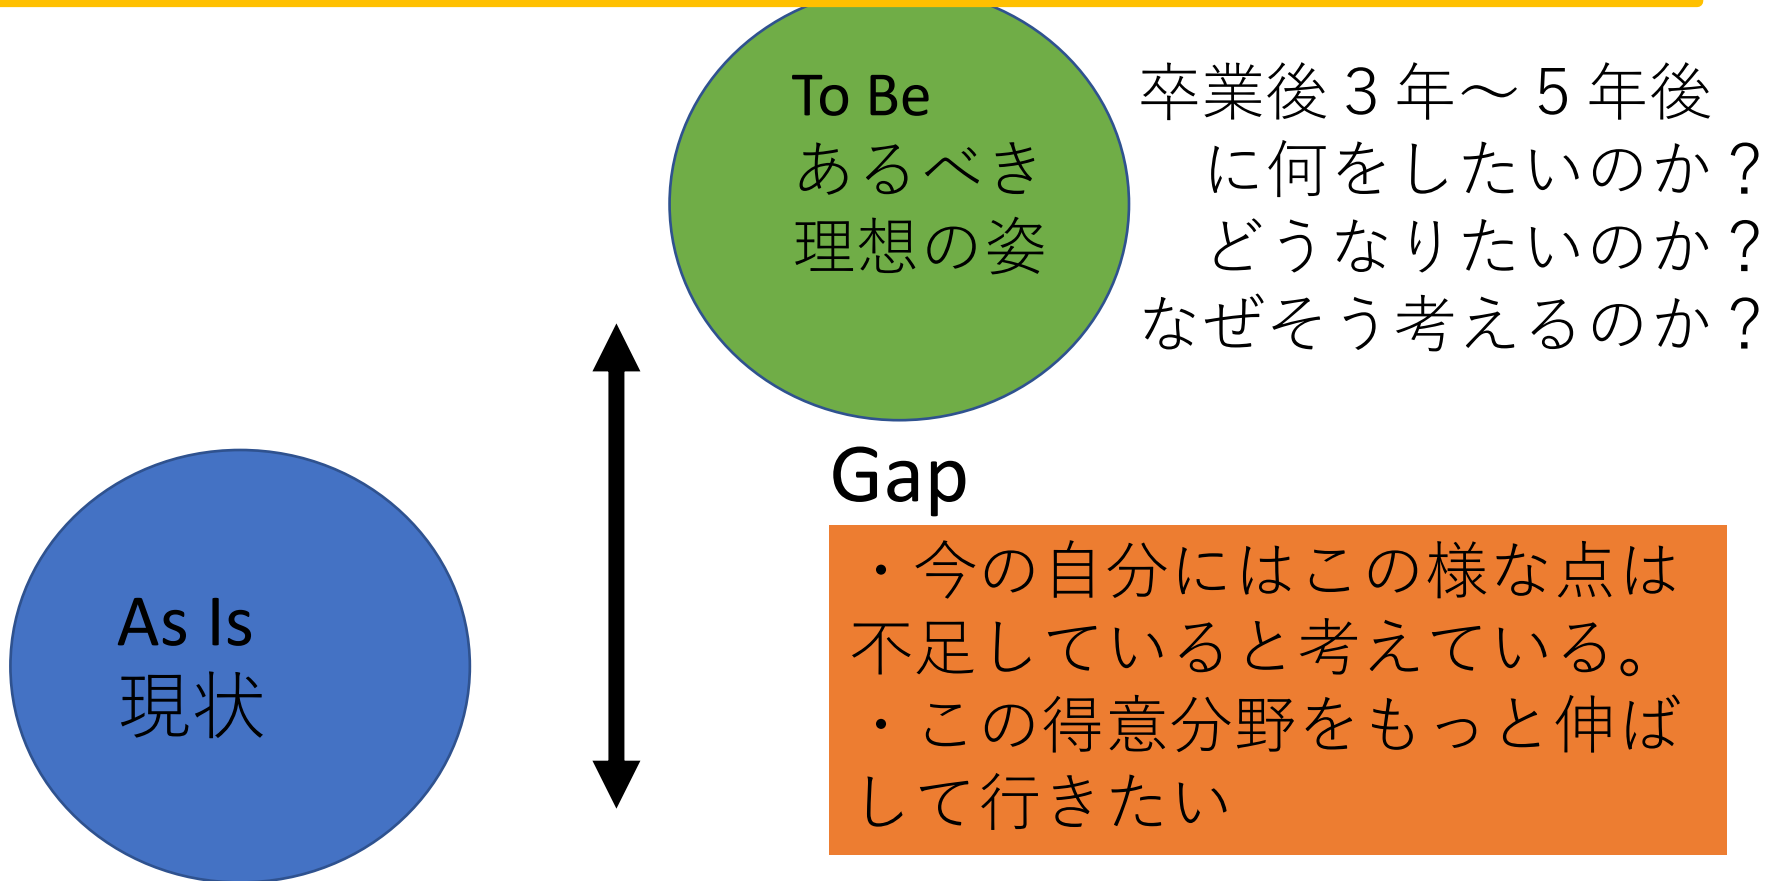 To Be
あるべき
理想の姿
卒業後３年～５年後
に何をしたいのか？
どうなりたいのか？
なぜそう考えるのか？
Gap
・今の自分にはこの様な点は
不足していると考えている。
・この得意分野をもっと伸ば
して行きたい
As Is
現状